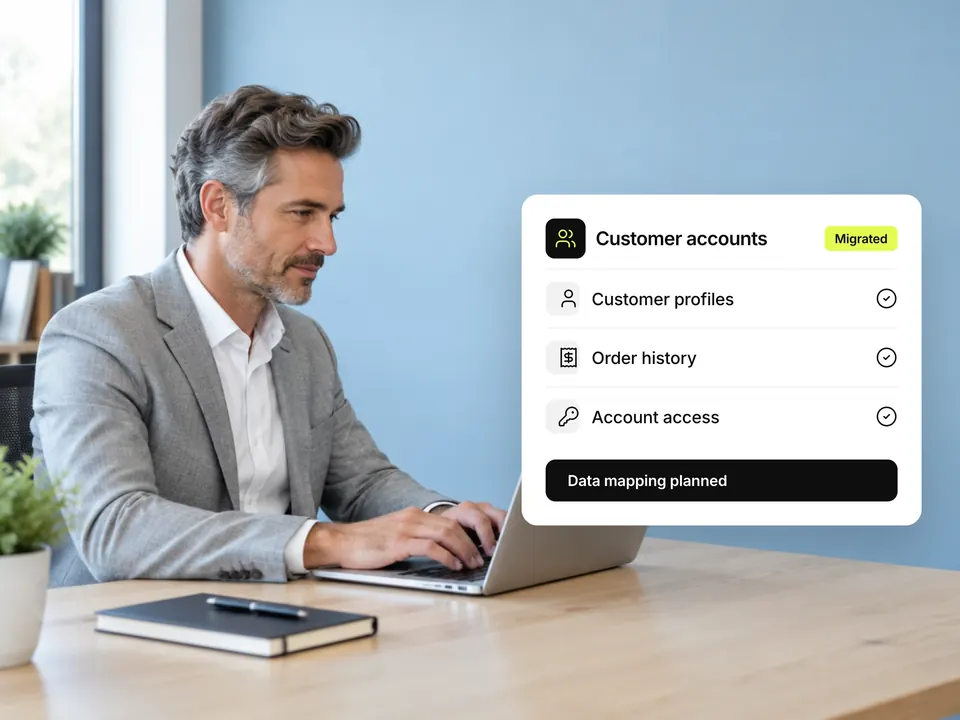 Customer accounts
Migrated
Customer profiles
Order history
Account access
Data mapping planned